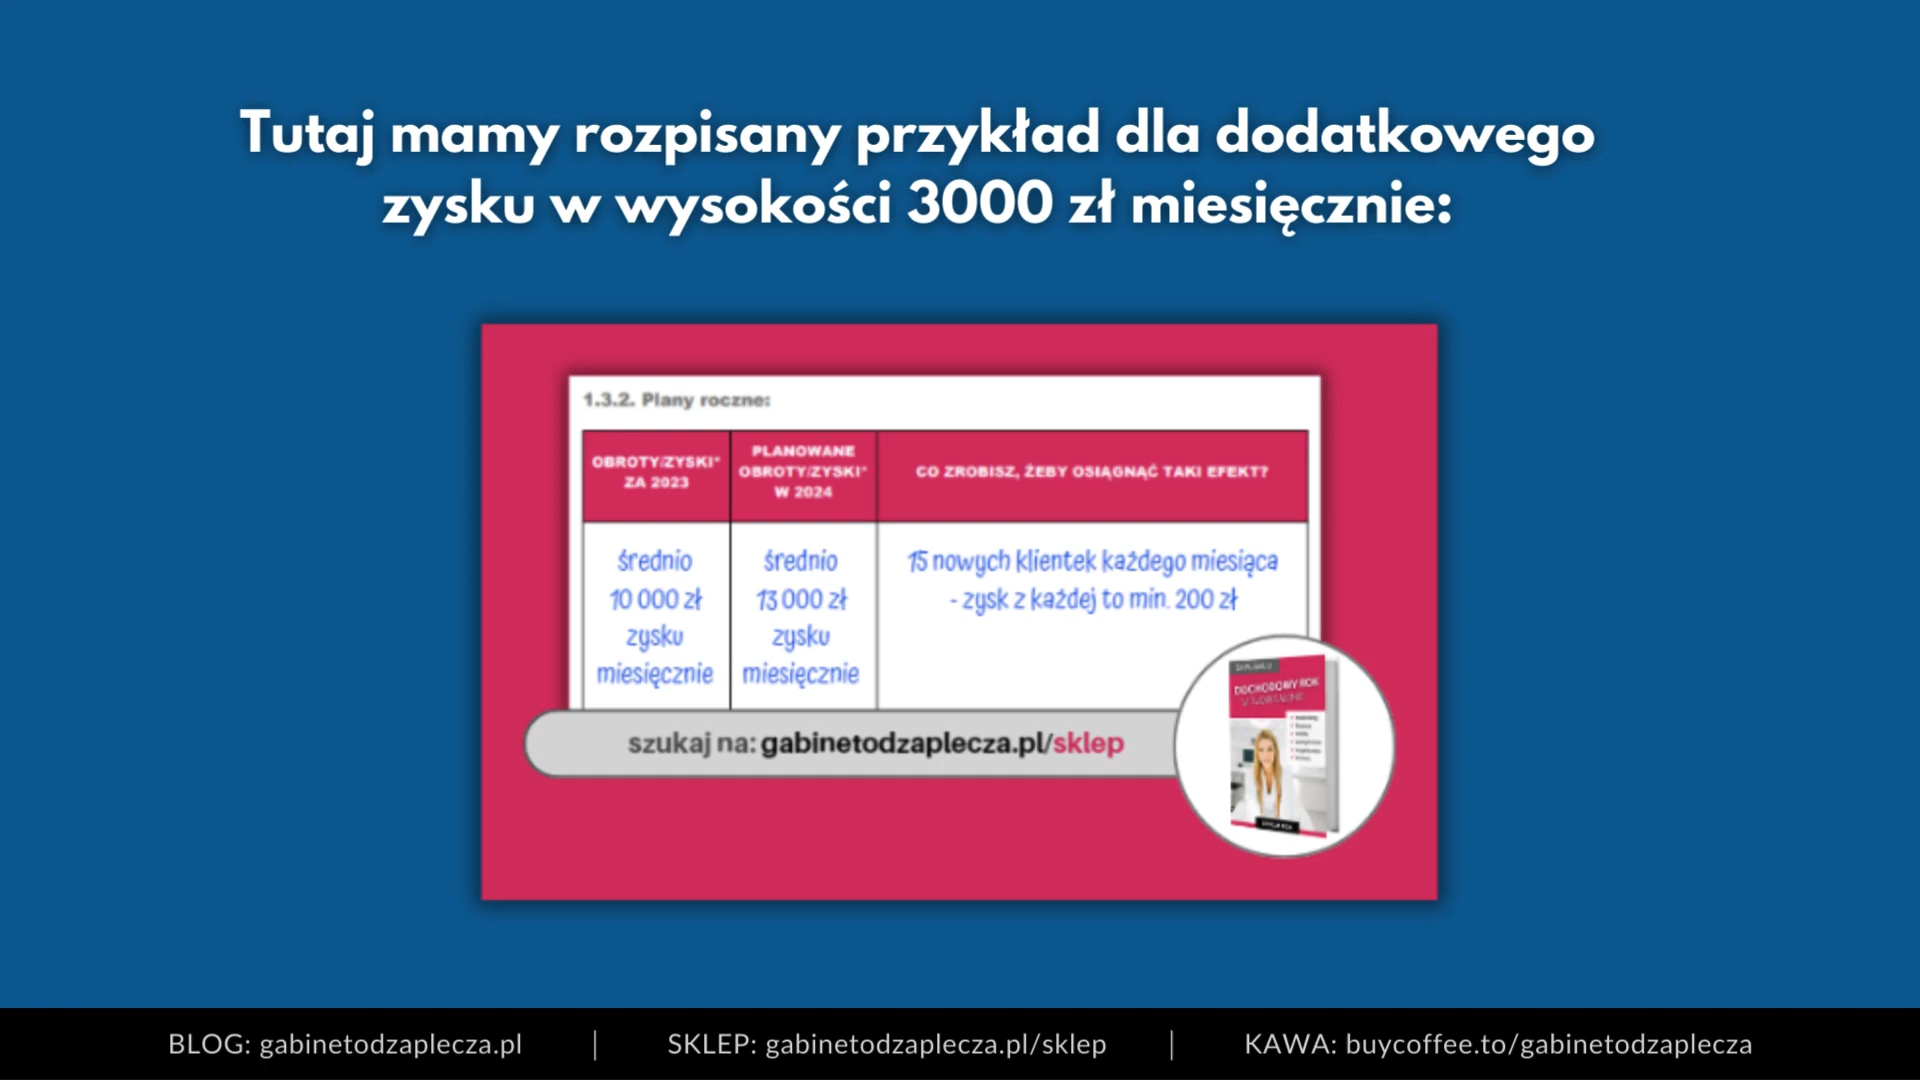 Tutaj mamy rozpisany przykład dla dodatkowego
zysku w wysokości 3000 zł miesięcznie:
1.3.2. Plany roczne:
OBROTY/ZYSKI*
ZA 2023
PLANOWANE
OBROTY/ZYSKI*
W 2024
CO ZROBISZ, ŻEBY OSIĄGNĄĆ TAKI EFEKT?
średnio
10 000 zł
zysku
miesięcznie
średnio
13 000 zł
zysku
miesięcznie
15 nowych klientek każdego miesiąca
- zysk z każdej to min. 200 zł
szukaj na: gabinetodzaplecza.pl/sklep
DOCHODOWY ROK
BLOG: gabinetodzaplecza.pl | SKLEP: gabinetodzaplecza.pl/sklep | KAWA: buycoffee.to/gabinetodzaplecza